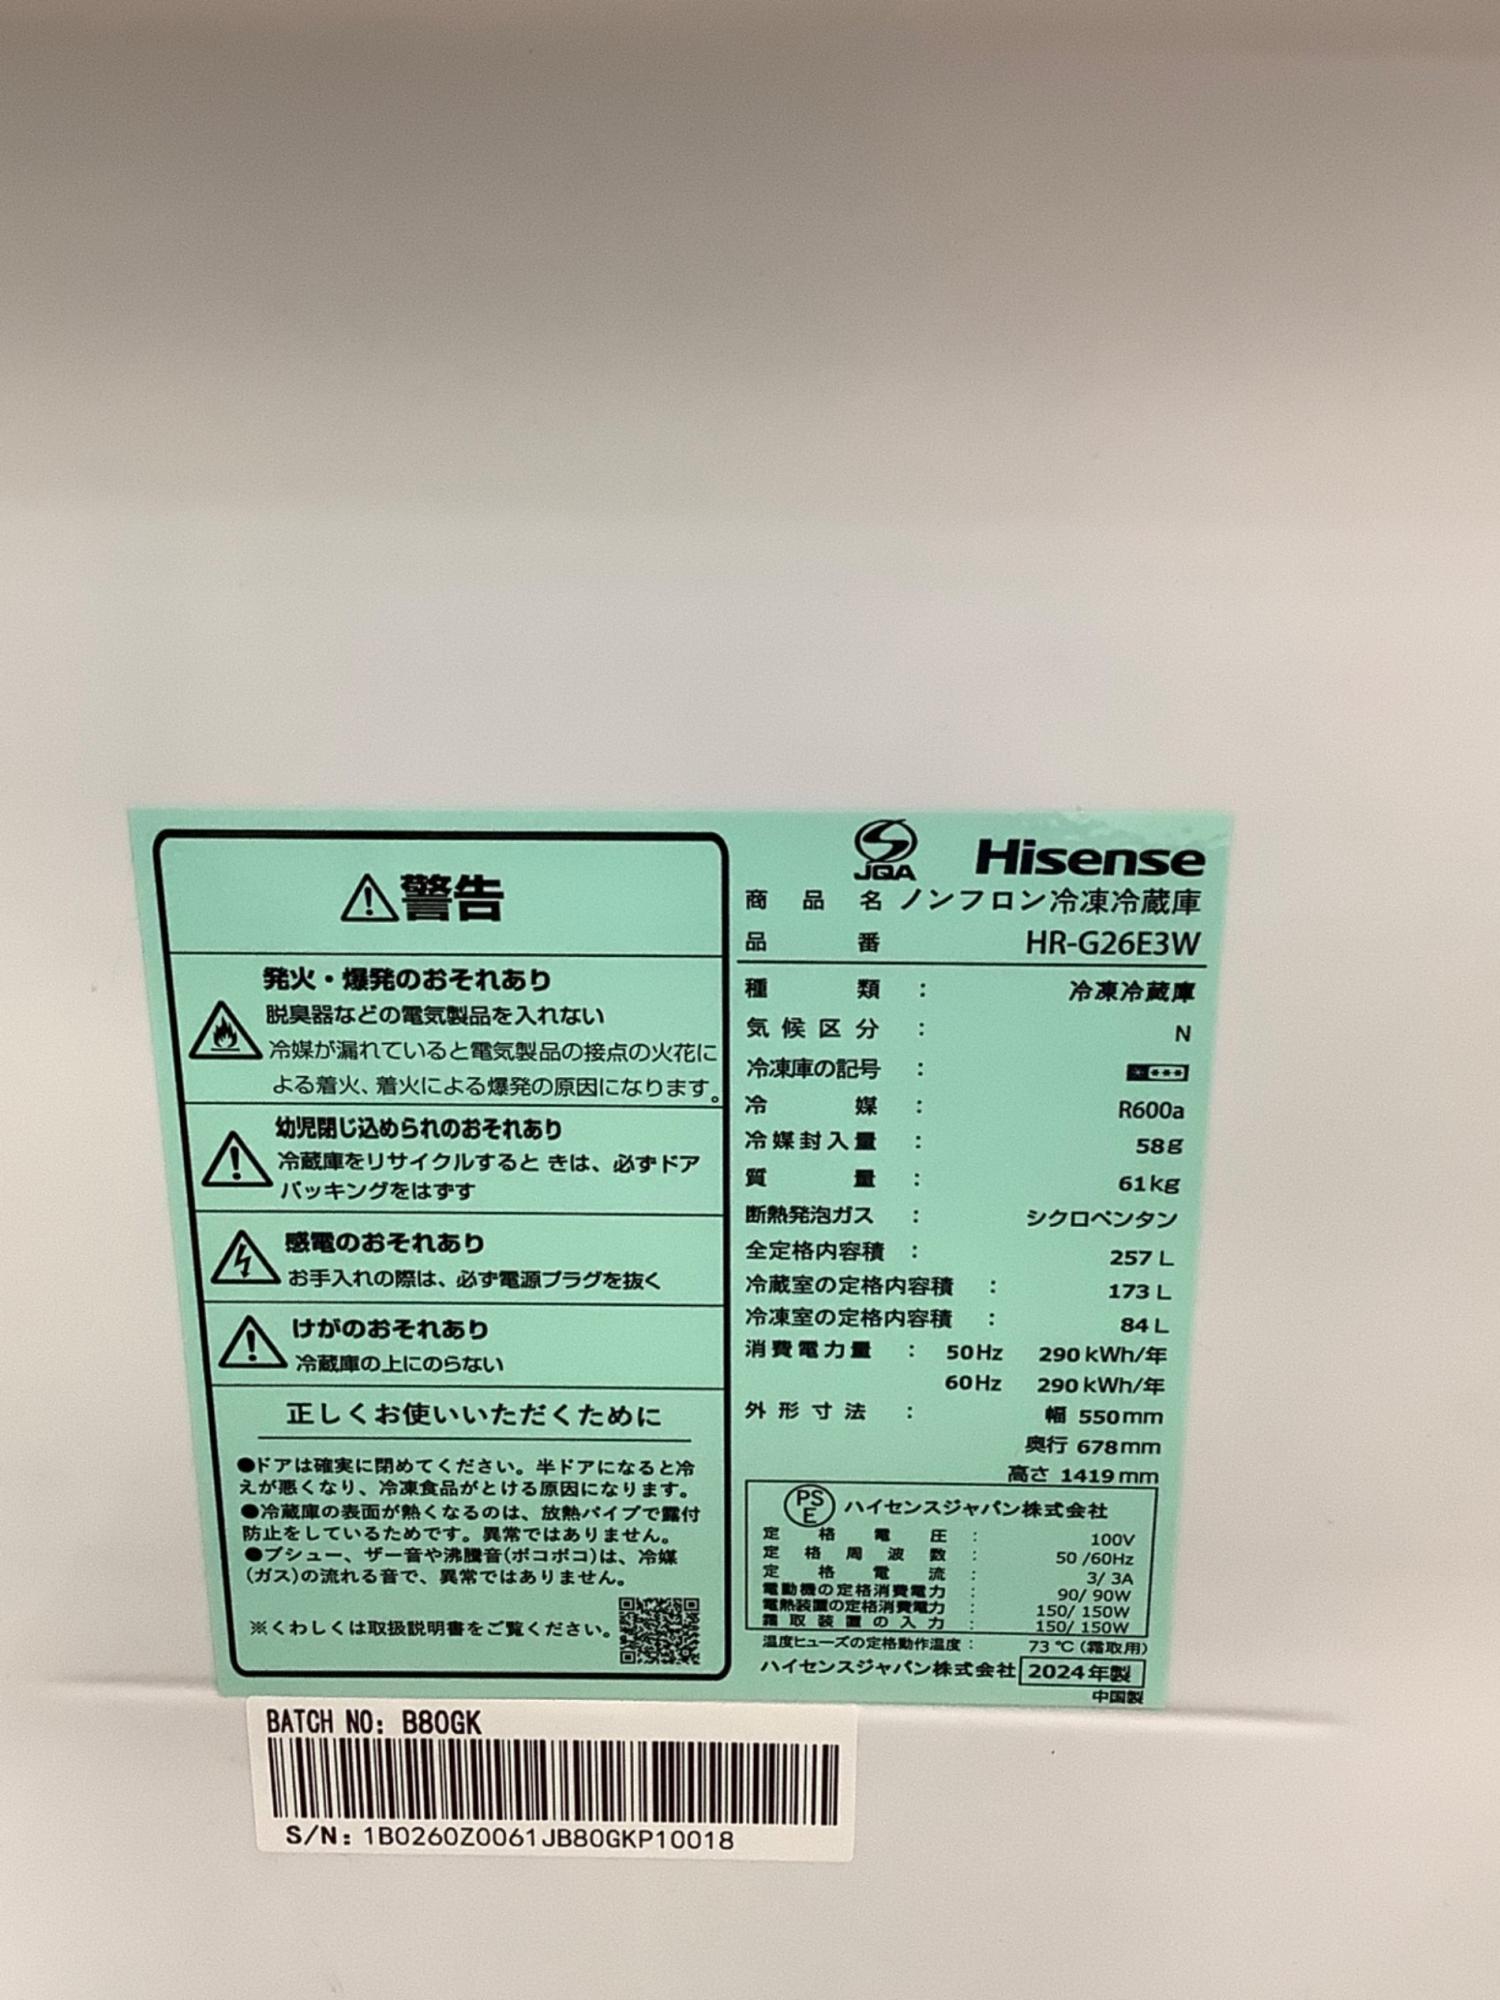 警告
発火・爆発のおそれあり
脱臭器などの電気製品を入れない
冷媒が漏れていると電気製品の接点の火花に
よる着火、着火による爆発の原因になります。
幼児閉じ込められのおそれあり
冷蔵庫をリサイクルするときは、必ずドア
パッキングをはずす
感電のおそれあり
お手入れの際は、必ず電源プラグを抜く
けがのおそれあり
冷蔵庫の上にのらない
正しくお使いいただくために
●ドアは確実に閉めてください。半ドアになると冷
えが悪くなり、冷凍食品がとける原因になります。
●冷蔵庫の表面が熱くなるのは、放熱パイプで露付
防止をしているためです。異常ではありません。
●ブシュー、ザー音や沸騰音(ボコボコ)は、冷媒
(ガス)の流れる音で、異常ではありません。
※くわしくは取扱説明書をご覧ください。
JQA
Hisense
商品名 ノンフロン冷凍冷蔵庫
品番 HR-G26E3W
種類 : 冷凍冷蔵庫
気候区分 : N
冷凍庫の記号 :
冷媒 : R600a
冷媒封入量 : 58g
質量 : 61kg
断熱発泡ガス : シクロペンタン
全定格内容積 : 257 L
冷蔵室の定格内容積 : 173 L
冷凍室の定格内容積 : 84 L
消費電力量 : 50Hz 290 kWh/年
60Hz 290 kWh/年
外形寸法 : 幅 550mm
奥行 678mm
高さ 1419mm
PSE ハイセンスジャパン株式会社
定格電圧 : 100V
定格周波数 : 50/60Hz
定格電流 : 3/3A
電動機の定格消費電力 : 90/90W
電熱装置の定格消費電力 : 150/150W
霜取装置の入力 : 150/150W
温度ヒューズの定格動作温度 : 73℃(霜取用)
ハイセンスジャパン株式会社 2024年製
中国製
BATCH NO: B80GK
S/N: 1B0260Z0061JB80GKP10018